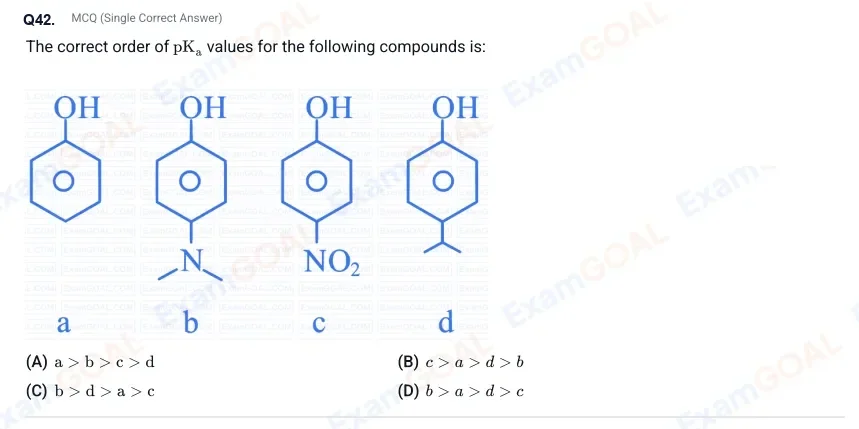 Q42. MCQ (Single Correct Answer)
The correct order of pKₐ values for the following compounds is:
OH OH OH OH
N NO₂
a b c d
(A) a > b > c > d (B) c > a > d > b
(C) b > d > a > c (D) b > a > d > c
ExamGOAL